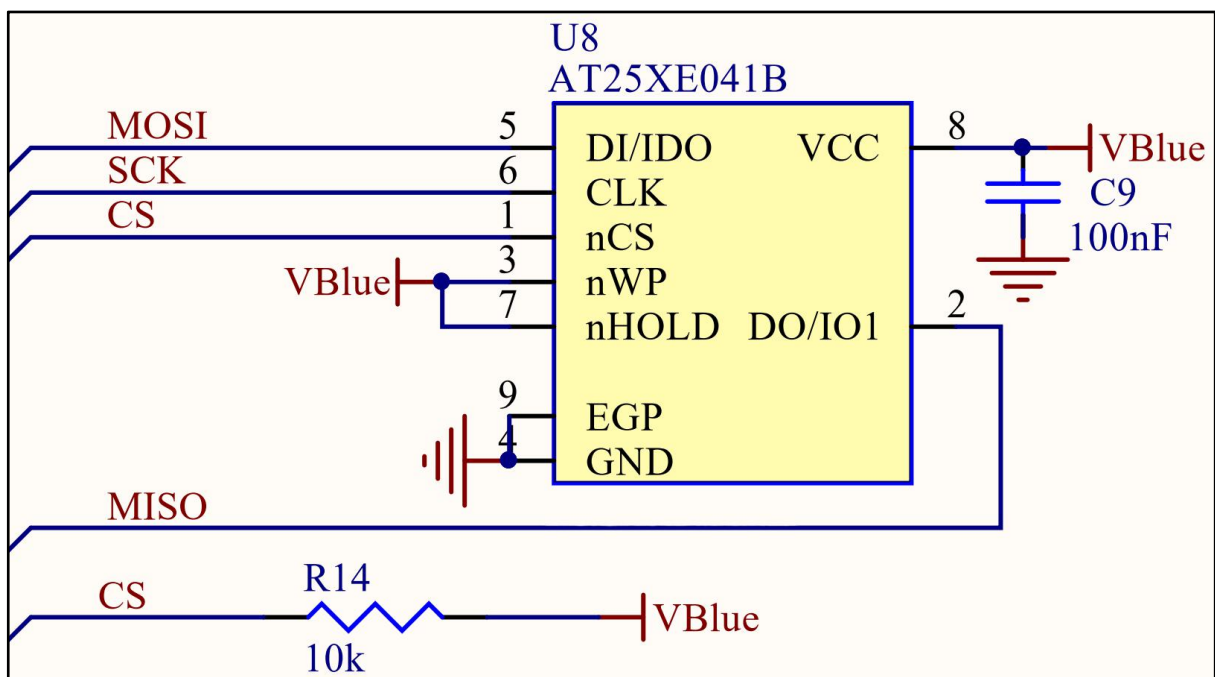 U8
AT25XE041B
MOSI 5 DI/IDO VCC 8 VBlue
SCK 6 CLK
CS 1 nCS
C9
100nF
VBlue 3 nWP
7 nHOLD DO/IO1 2
9 EGP
4 GND
MISO
CS R14 VBlue
10k